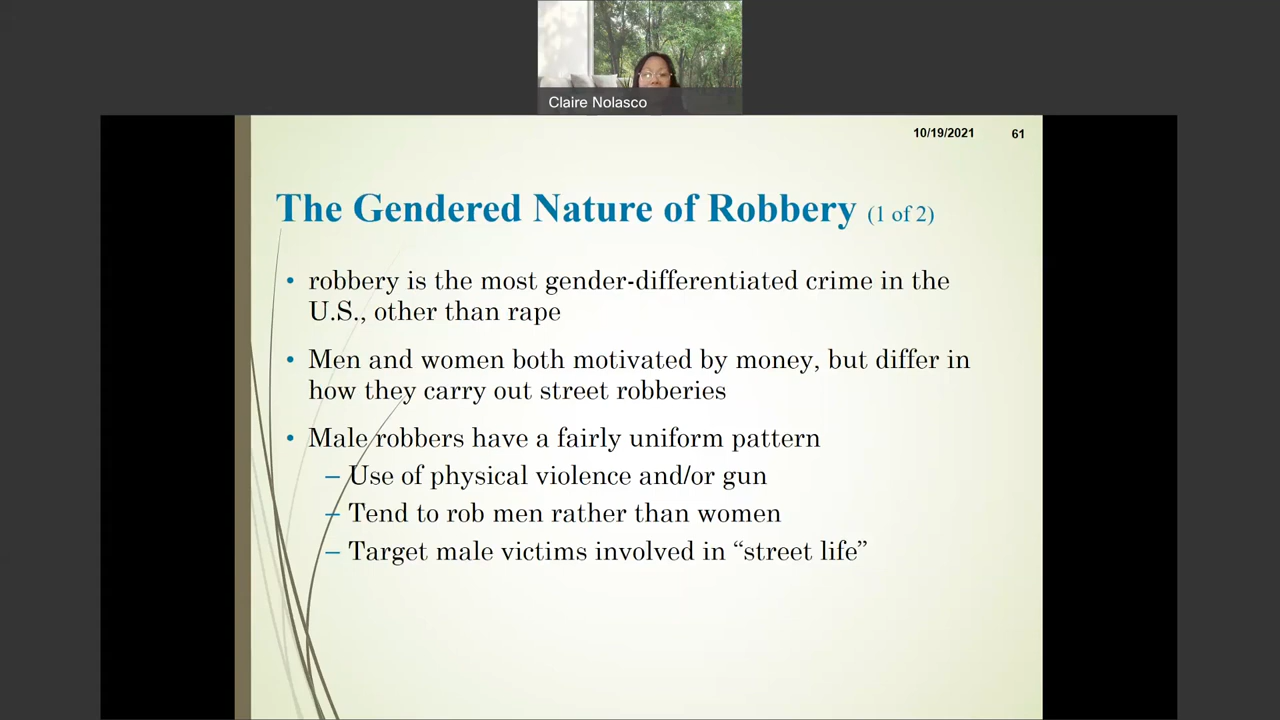 Claire Nolasco
10/19/2021 61
The Gendered Nature of Robbery (1 of 2)
• robbery is the most gender-differentiated crime in the
U.S., other than rape
• Men and women both motivated by money, but differ in
how they carry out street robberies
• Male robbers have a fairly uniform pattern
– Use of physical violence and/or gun
– Tend to rob men rather than women
– Target male victims involved in “street life”